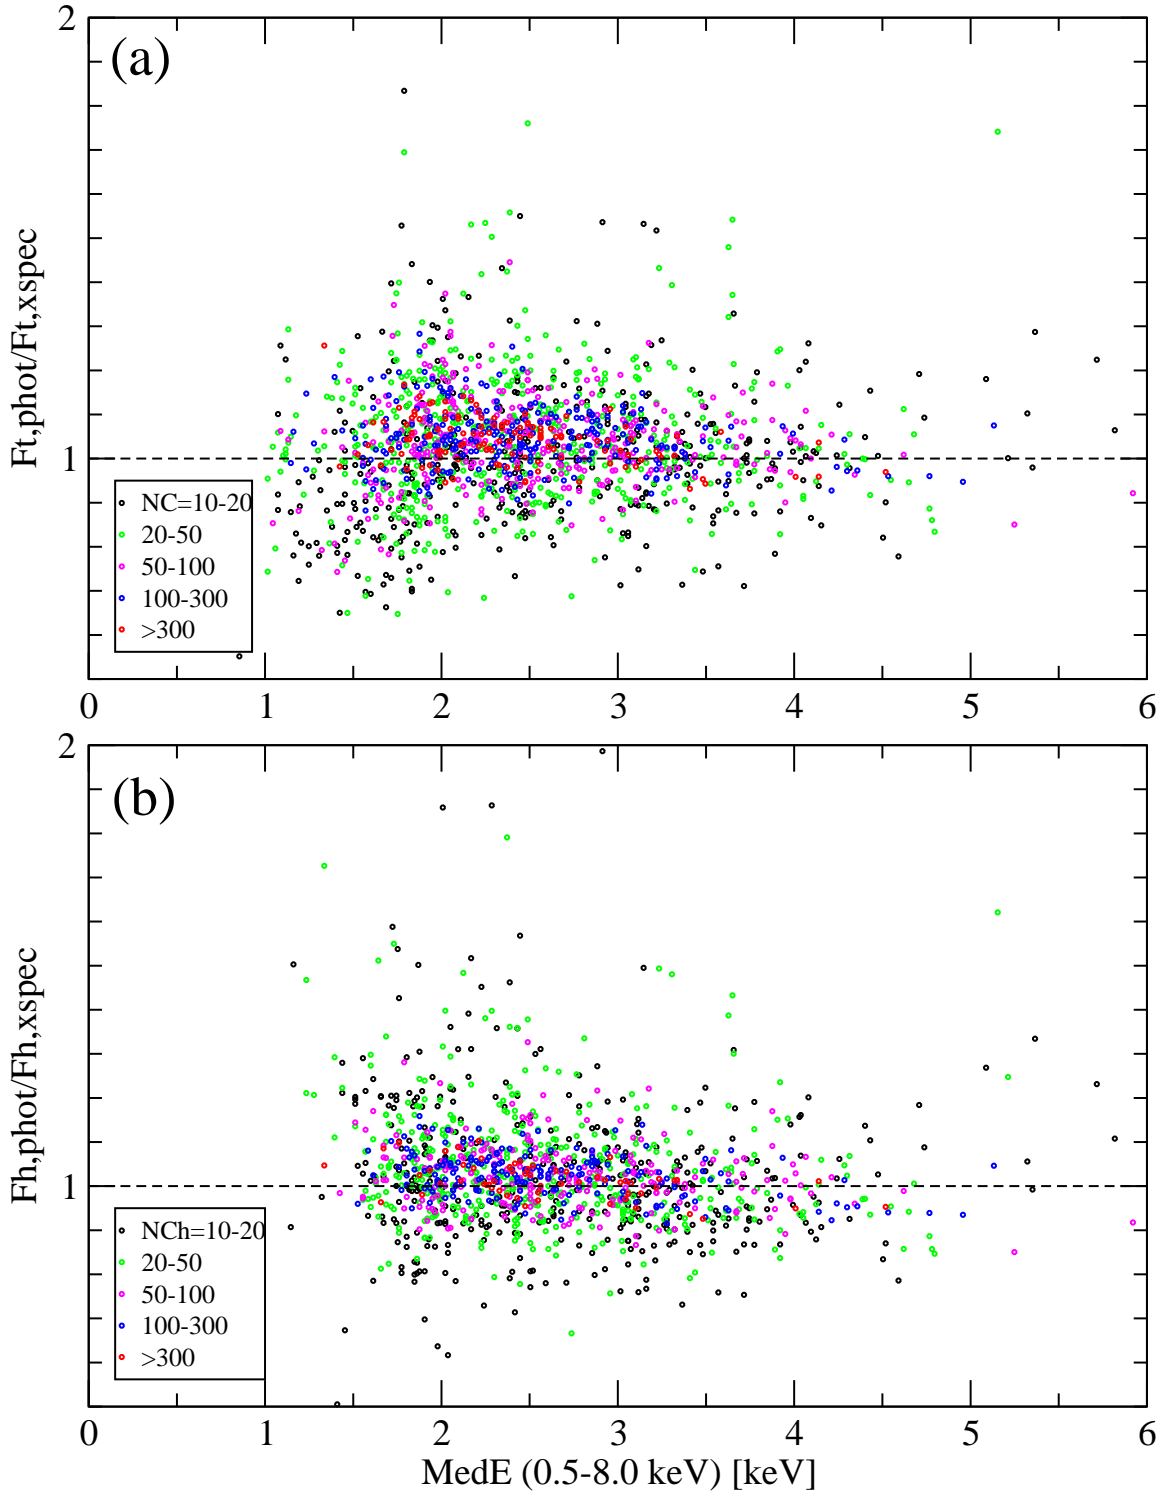 2
(a)
Ft,phot/Ft,xspec
1
NC=10-20
20-50
50-100
100-300
>300
0 1 2 3 4 5 6
2
(b)
Fh,phot/Fh,xspec
1
NCh=10-20
20-50
50-100
100-300
>300
0 1 2 3 4 5 6
MedE (0.5-8.0 keV) [keV]